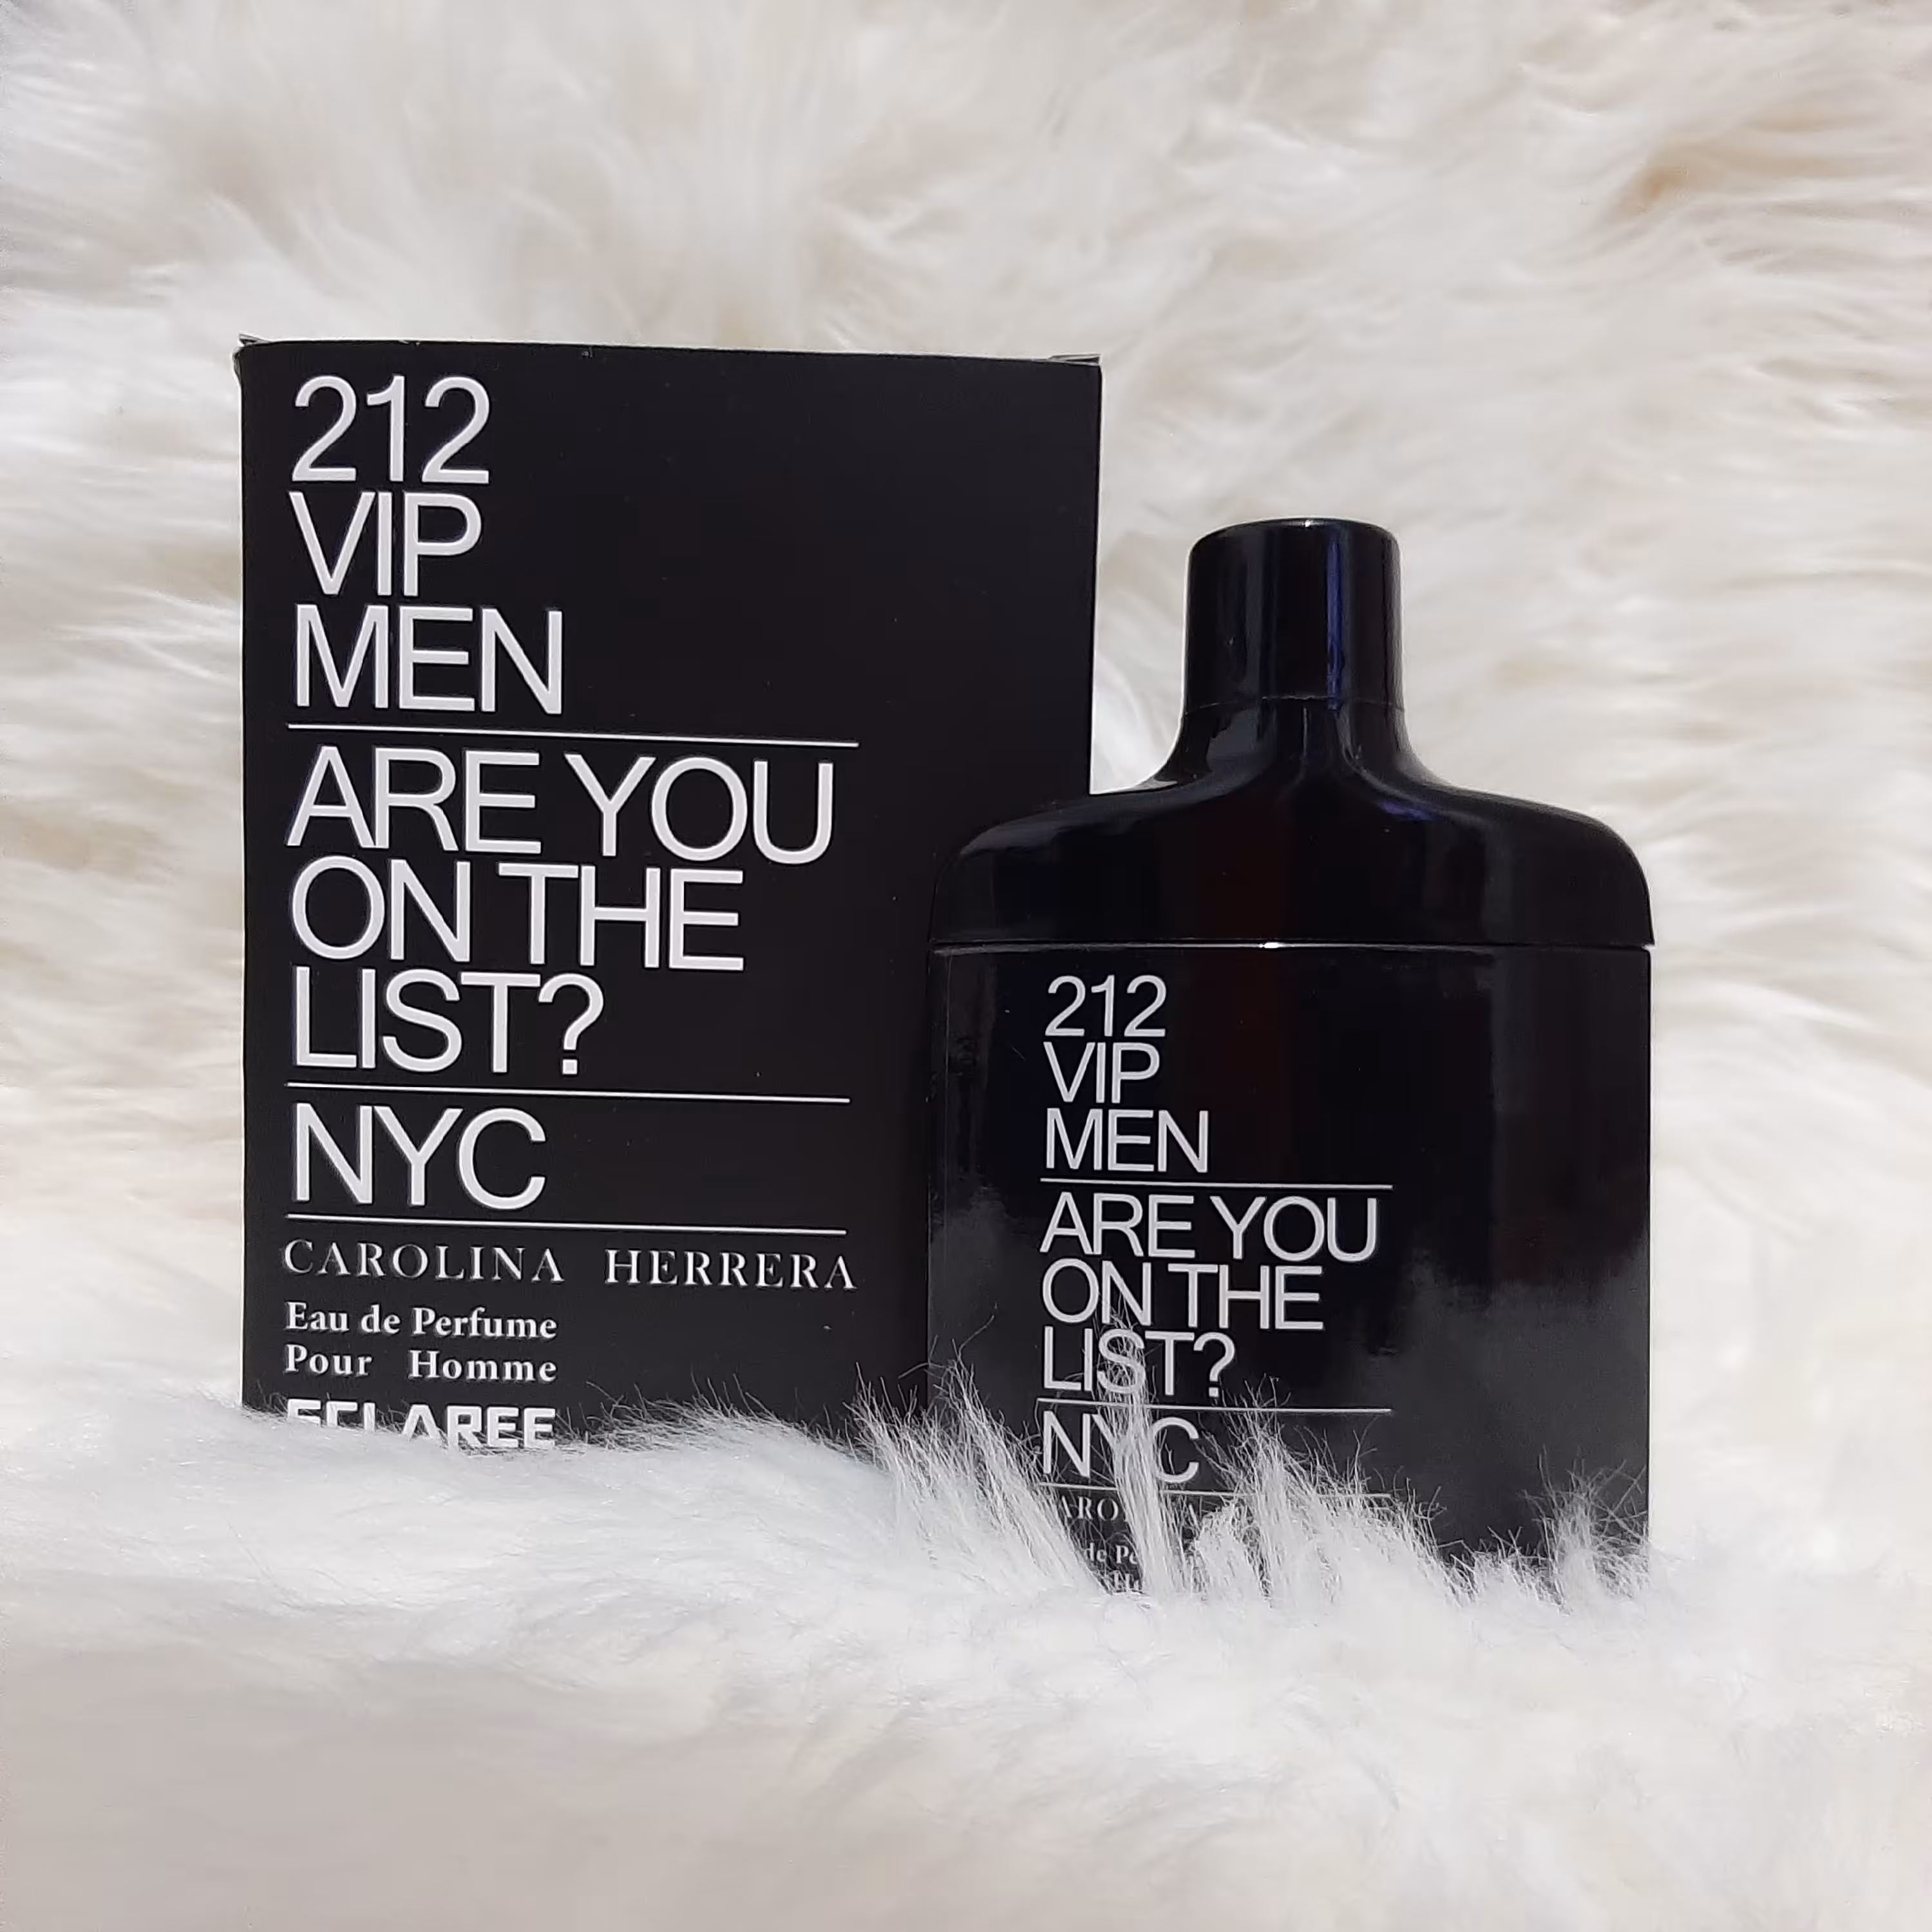 212
VIP
MEN
ARE YOU
ON THE
LIST?
NYC
CAROLINA HERRERA
Eau de Perfume
Pour Homme
ECLAREE
212
VIP
MEN
ARE YOU
ON THE
LIST?
NYC